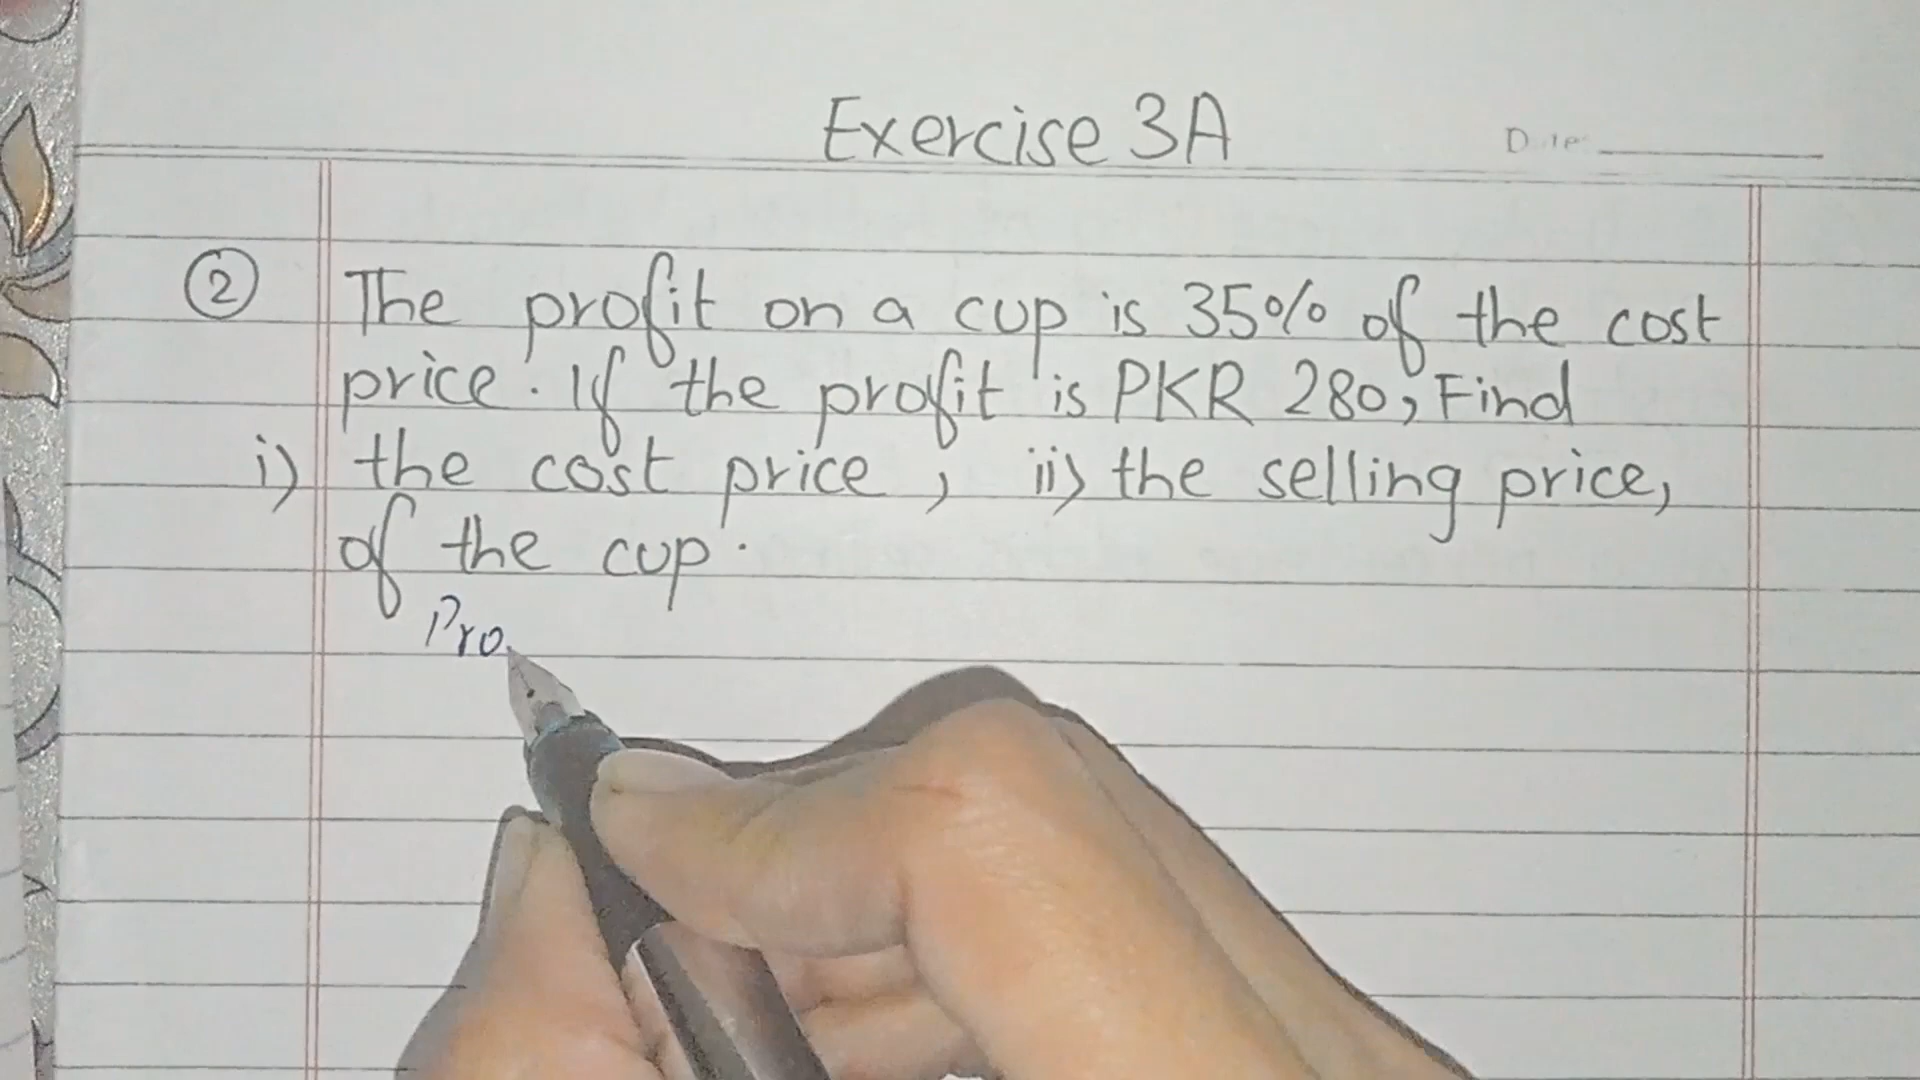 Exercise 3A
Date
2 The profit on a cup is 35% of the cost
price. If the profit is PKR 280, Find
i) the cost price, ii) the selling price,
of the cup.
Pro